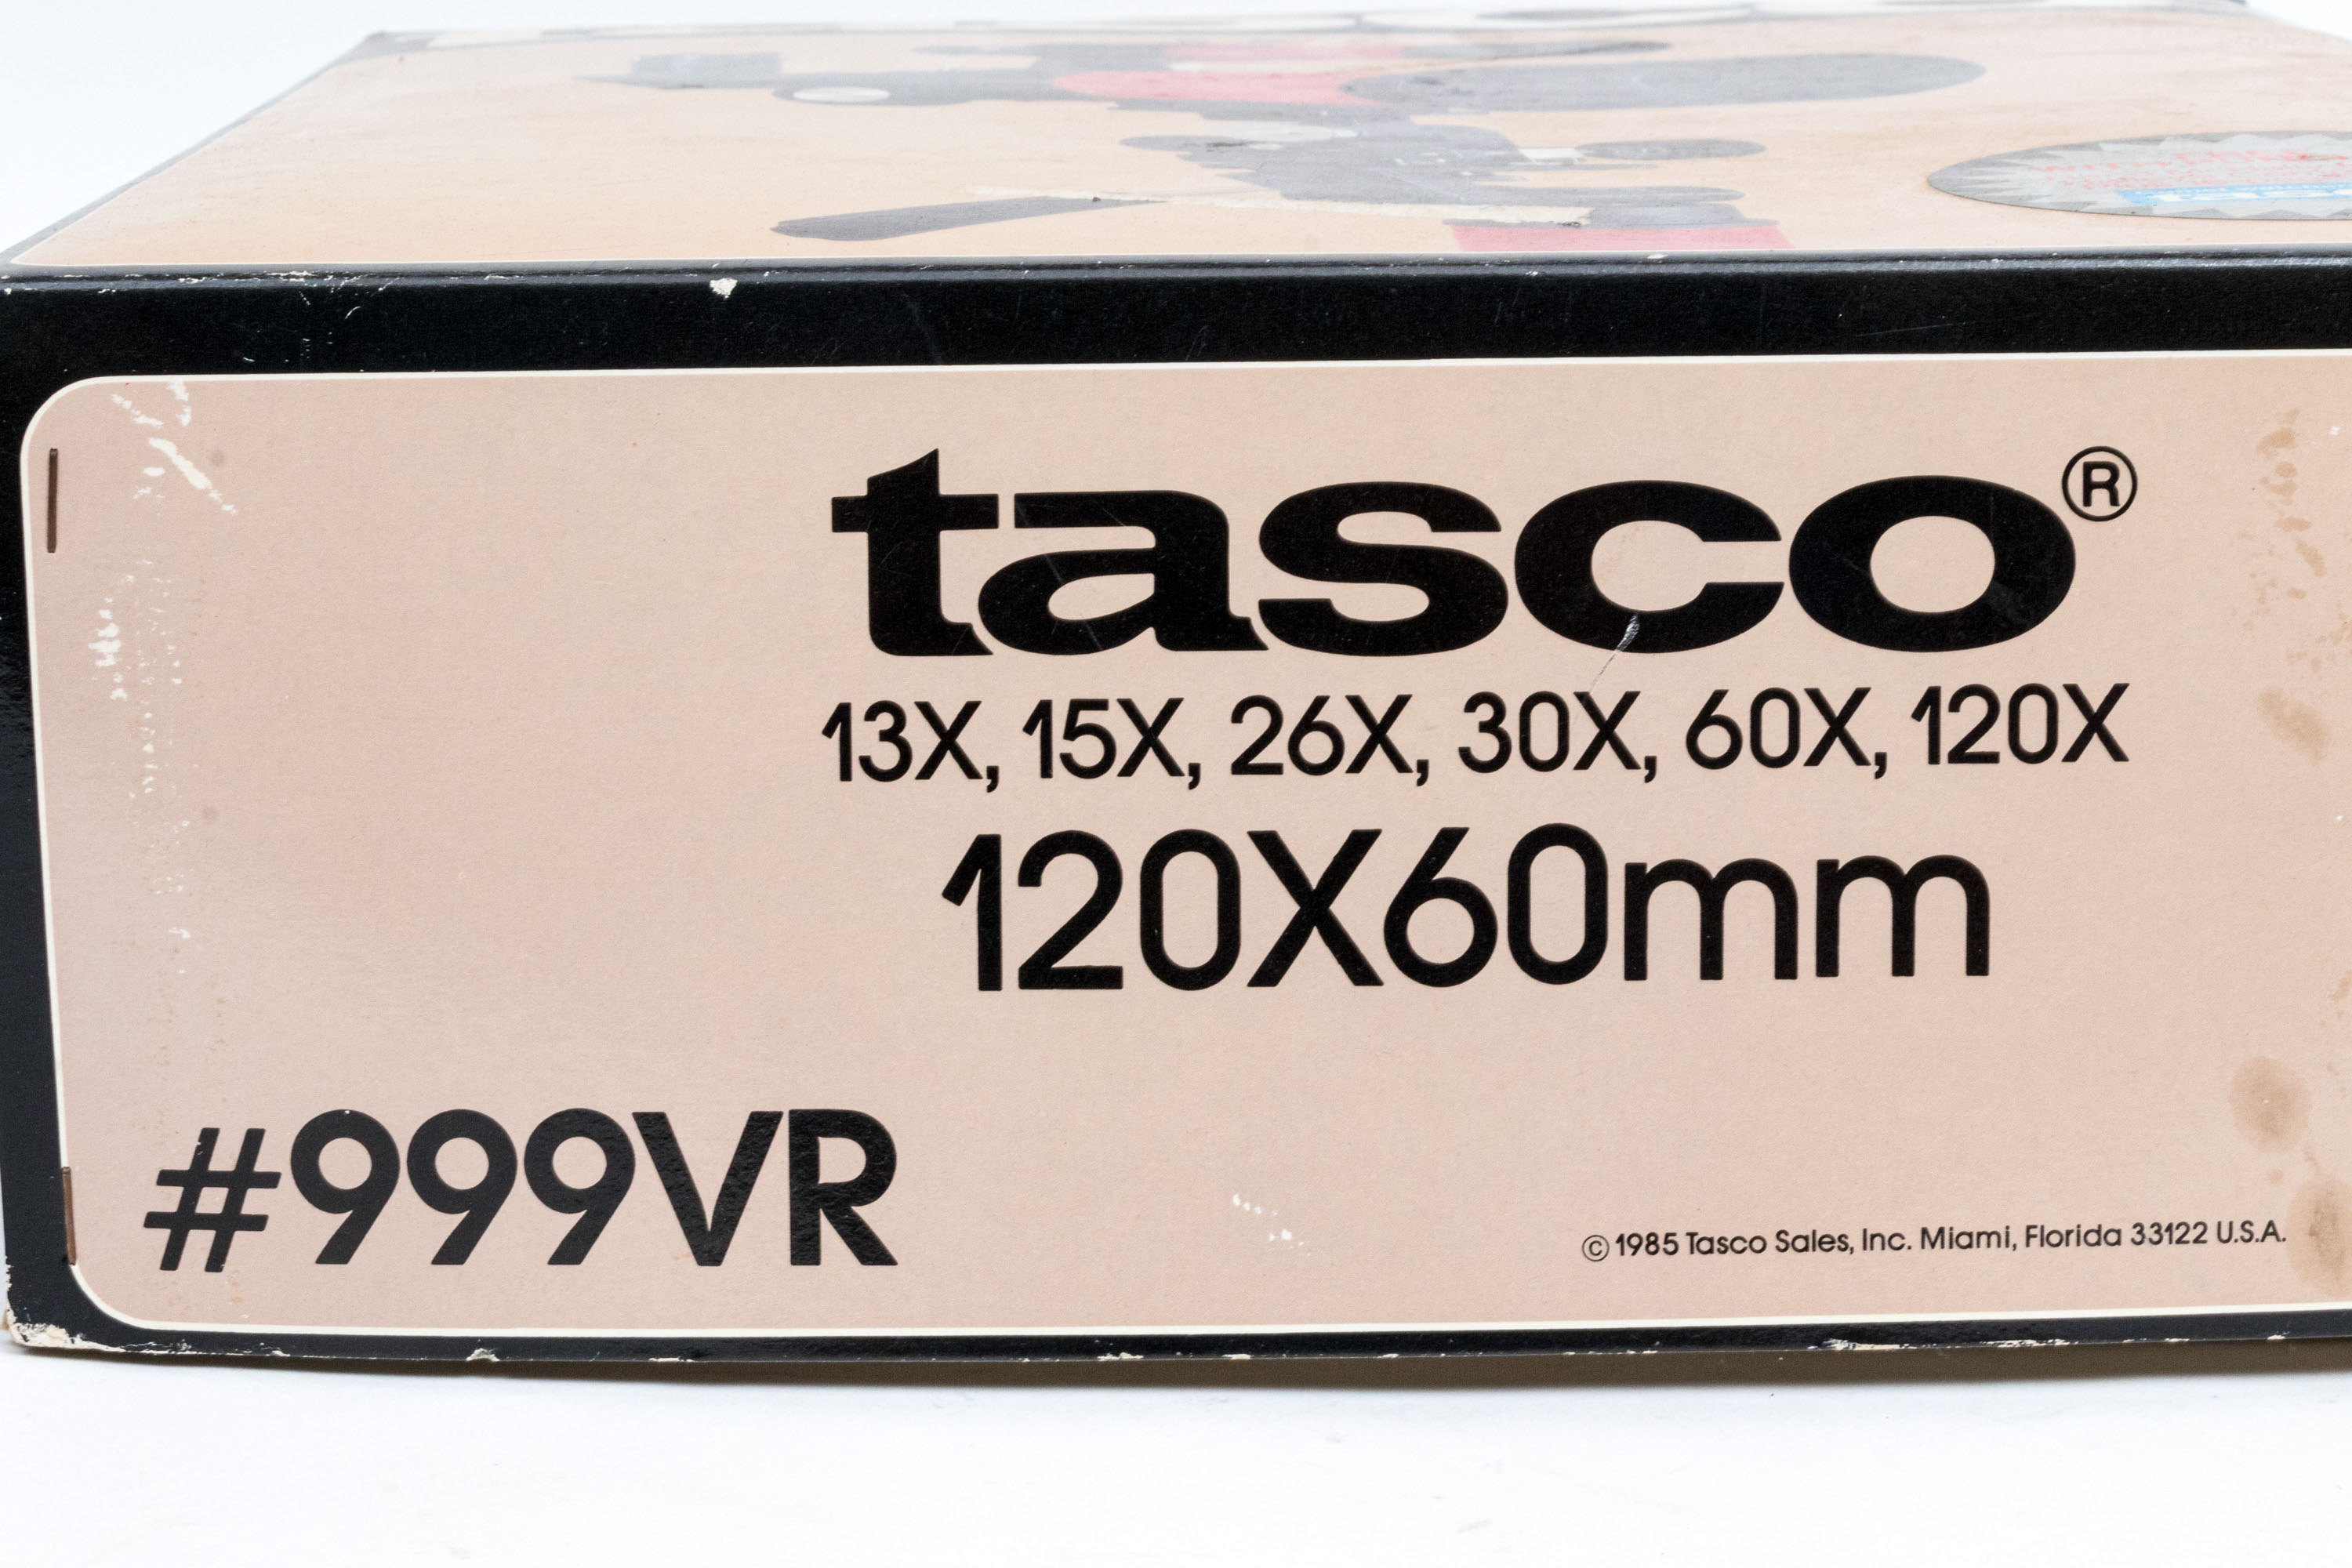 tasco®
13X, 15X, 26X, 30X, 60X, 120X
120X60mm
#999VR
© 1985 Tasco Sales, Inc. Miami, Florida 33122 U.S.A.